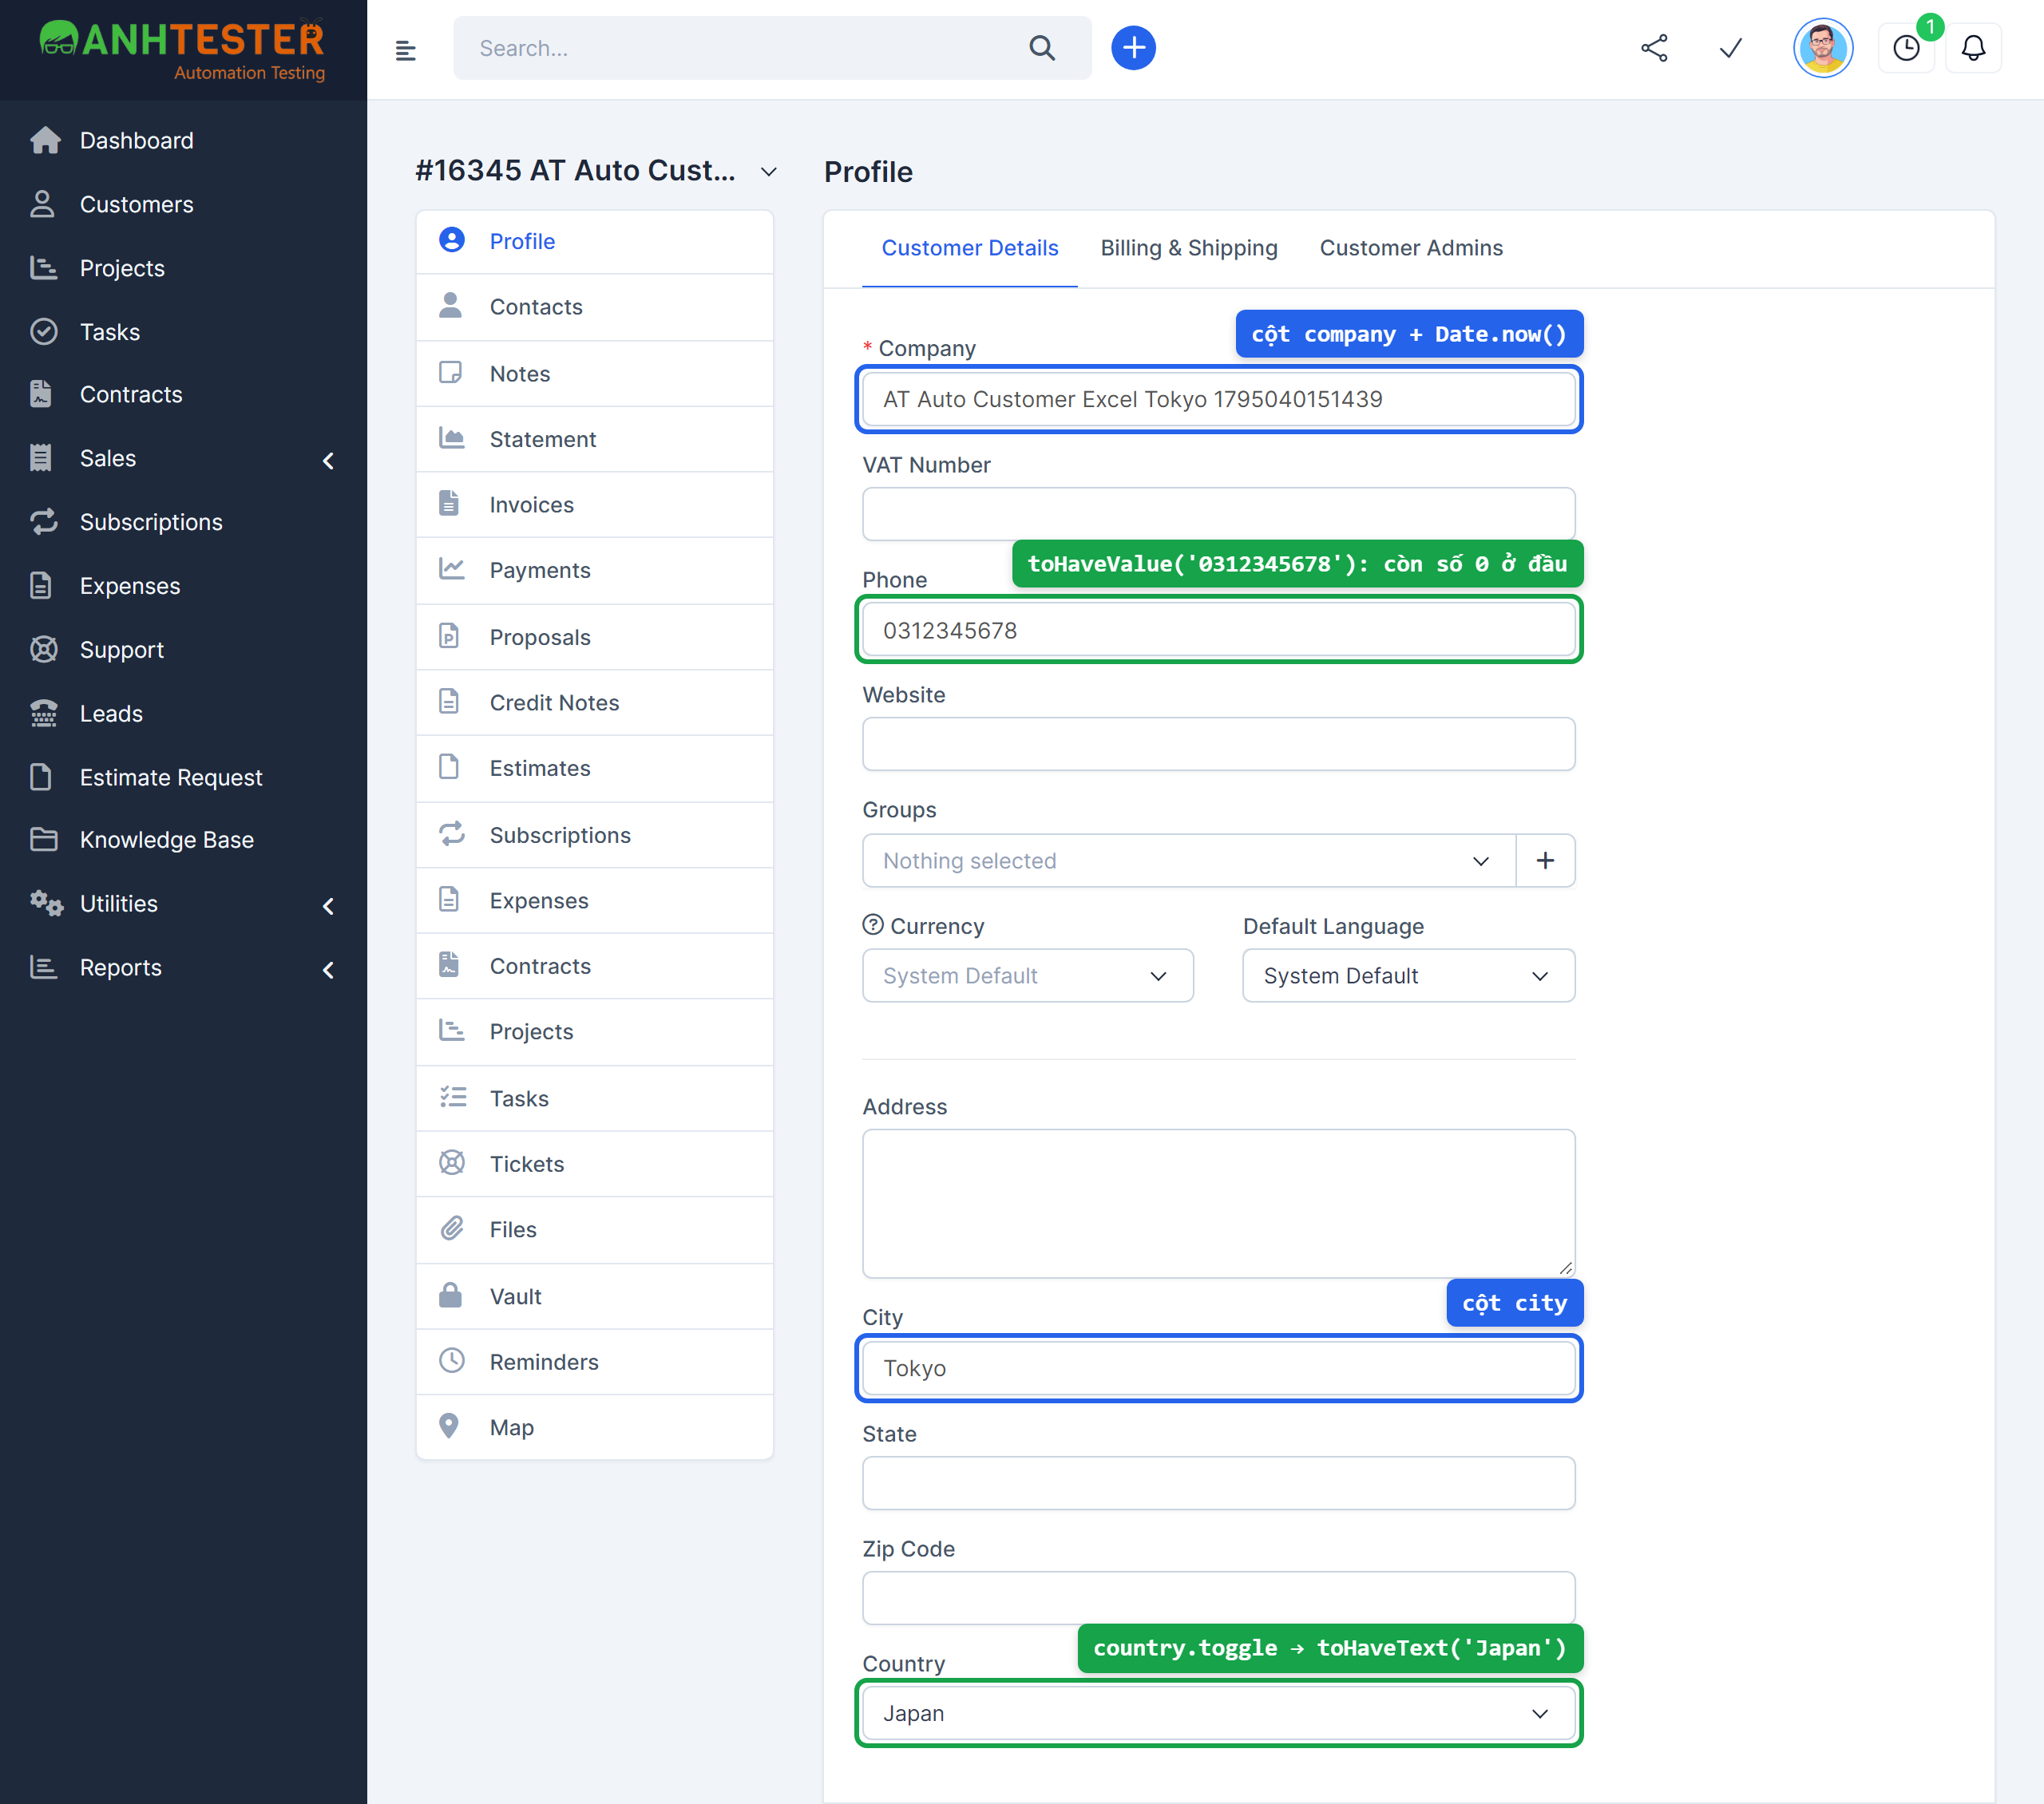 ANHTESTER
Automation Testing
Search...
1
Dashboard
Customers
Projects
Tasks
Contracts
Sales
Subscriptions
Expenses
Support
Leads
Estimate Request
Knowledge Base
Utilities
Reports
#16345 AT Auto Cust...
Profile
Contacts
Notes
Statement
Invoices
Payments
Proposals
Credit Notes
Estimates
Subscriptions
Expenses
Contracts
Projects
Tasks
Tickets
Files
Vault
Reminders
Map
Profile
Customer Details Billing & Shipping Customer Admins
cột company + Date.now()
* Company
AT Auto Customer Excel Tokyo 1795040151439
VAT Number
toHaveValue('0312345678'): còn số 0 ở đầu
Phone
0312345678
Website
Groups
Nothing selected
Currency Default Language
System Default System Default
Address
cột city
City
Tokyo
State
Zip Code
country.toggle → toHaveText('Japan')
Country
Japan